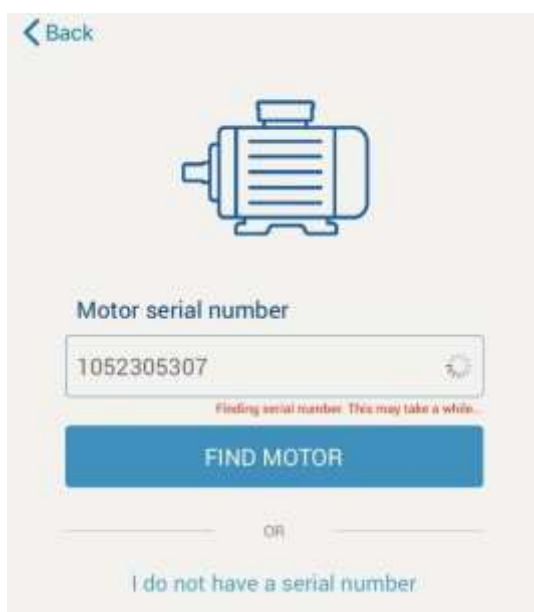 Back
Motor serial number
1052305307
Finding serial number. This may take a while...
FIND MOTOR
OR
I do not have a serial number